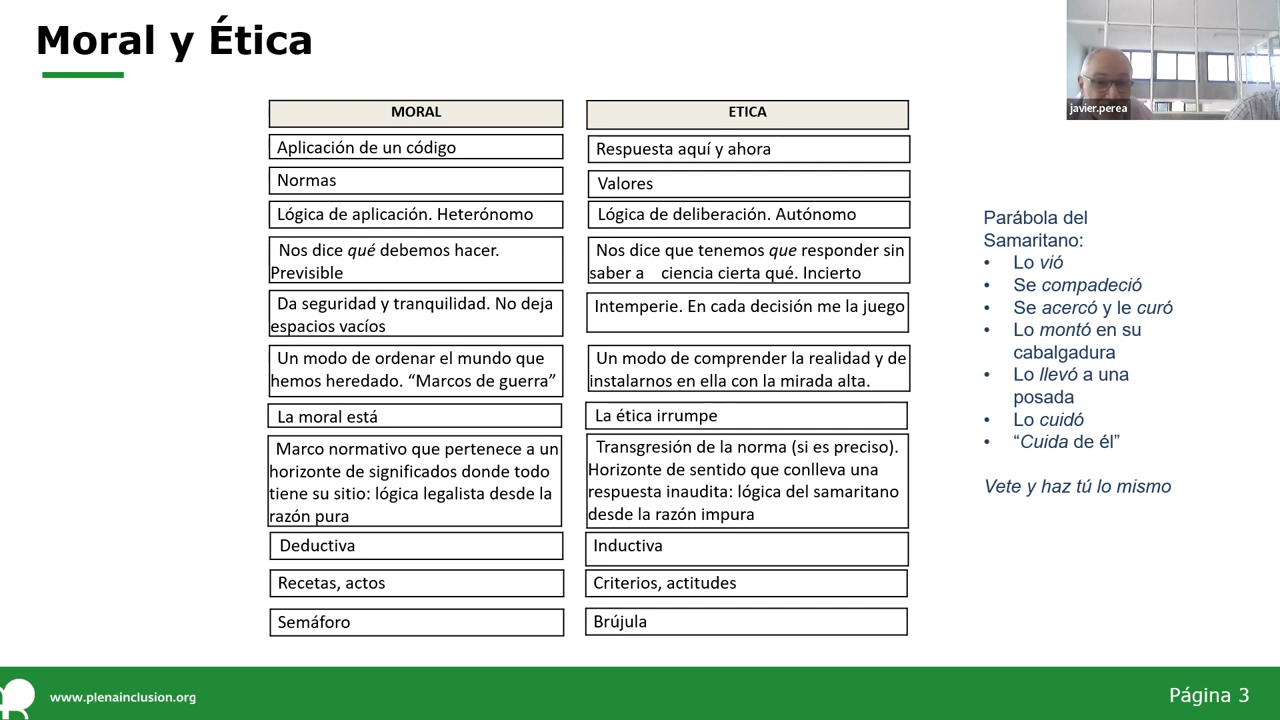 Moral y Ética
javier.perea
MORAL
ETICA
Aplicación de un código
Respuesta aquí y ahora
Normas
Valores
Lógica de aplicación. Heterónomo
Lógica de deliberación. Autónomo
Nos dice qué debemos hacer.
Previsible
Nos dice que tenemos que responder sin
saber a ciencia cierta qué. Incierto
Da seguridad y tranquilidad. No deja
espacios vacíos
Intemperie. En cada decisión me la juego
Un modo de ordenar el mundo que
hemos heredado. “Marcos de guerra”
Un modo de comprender la realidad y de
instalarnos en ella con la mirada alta.
La moral está
La ética irrumpe
Marco normativo que pertenece a un
horizonte de significados donde todo
tiene su sitio: lógica legalista desde la
razón pura
Transgresión de la norma (si es preciso).
Horizonte de sentido que conlleva una
respuesta inaudita: lógica del samaritano
desde la razón impura
Deductiva
Inductiva
Recetas, actos
Criterios, actitudes
Semáforo
Brújula
Parábola del
Samaritano:
• Lo vió
• Se compadeció
• Se acercó y le curó
• Lo montó en su
cabalgadura
• Lo llevó a una
posada
• Lo cuidó
• “Cuida de él”
Vete y haz tú lo mismo
www.plenainclusion.org
Página 3